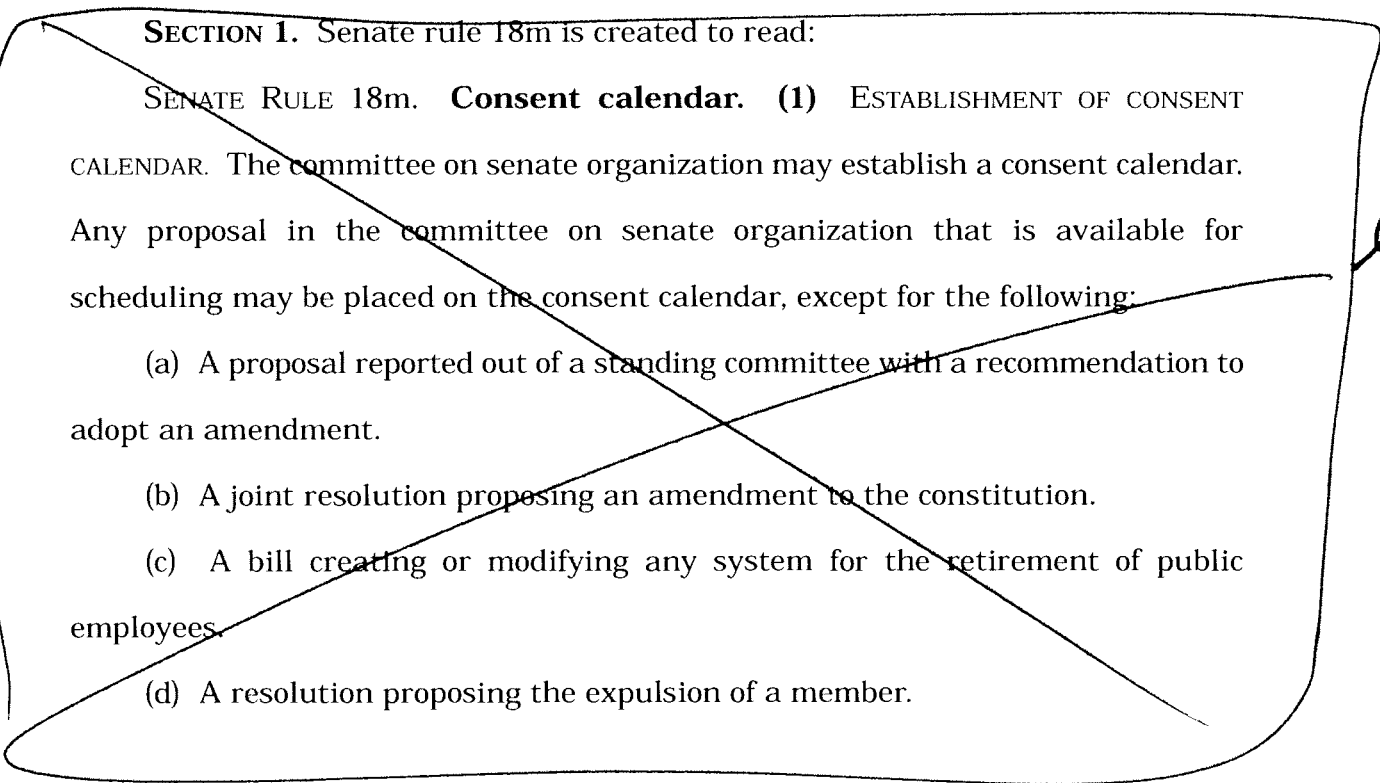 SECTION 1. Senate rule 18m is created to read:
SENATE RULE 18m. Consent calendar. (1) ESTABLISHMENT OF CONSENT
CALENDAR. The committee on senate organization may establish a consent calendar.
Any proposal in the committee on senate organization that is available for
scheduling may be placed on the consent calendar, except for the following:
(a) A proposal reported out of a standing committee with a recommendation to
adopt an amendment.
(b) A joint resolution proposing an amendment to the constitution.
(c) A bill creating or modifying any system for the retirement of public
employees.
(d) A resolution proposing the expulsion of a member.